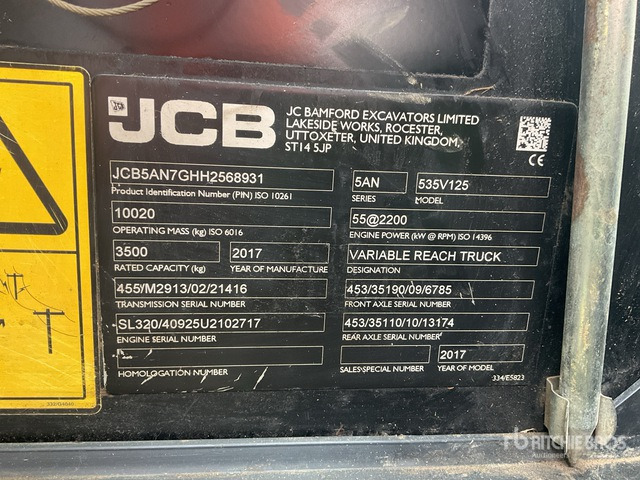 JCB
JC BAMFORD EXCAVATORS LIMITED
LAKESIDE WORKS, ROCESTER,
UTTOXETER, UNITED KINGDOM,
ST14 5JP
CE
JCB5AN7GHH2568931
Product Identification Number (PIN) ISO 10261
5AN
SERIES
535V125
MODEL
10020
OPERATING MASS (kg) ISO 6016
55@2200
ENGINE POWER (kW @ RPM) ISO 14396
3500
RATED CAPACITY (kg)
2017
YEAR OF MANUFACTURE
VARIABLE REACH TRUCK
DESIGNATION
455/M2913/02/21416
TRANSMISSION SERIAL NUMBER
453/35190/09/6785
FRONT AXLE SERIAL NUMBER
SL320/40925U2102717
ENGINE SERIAL NUMBER
453/35110/10/13174
REAR AXLE SERIAL NUMBER
HOMOLOGATION NUMBER
SALES/SPECIAL NUMBER
2017
YEAR OF MODEL
334/E5823
rb RITCHIE BROS.
Auctioneers